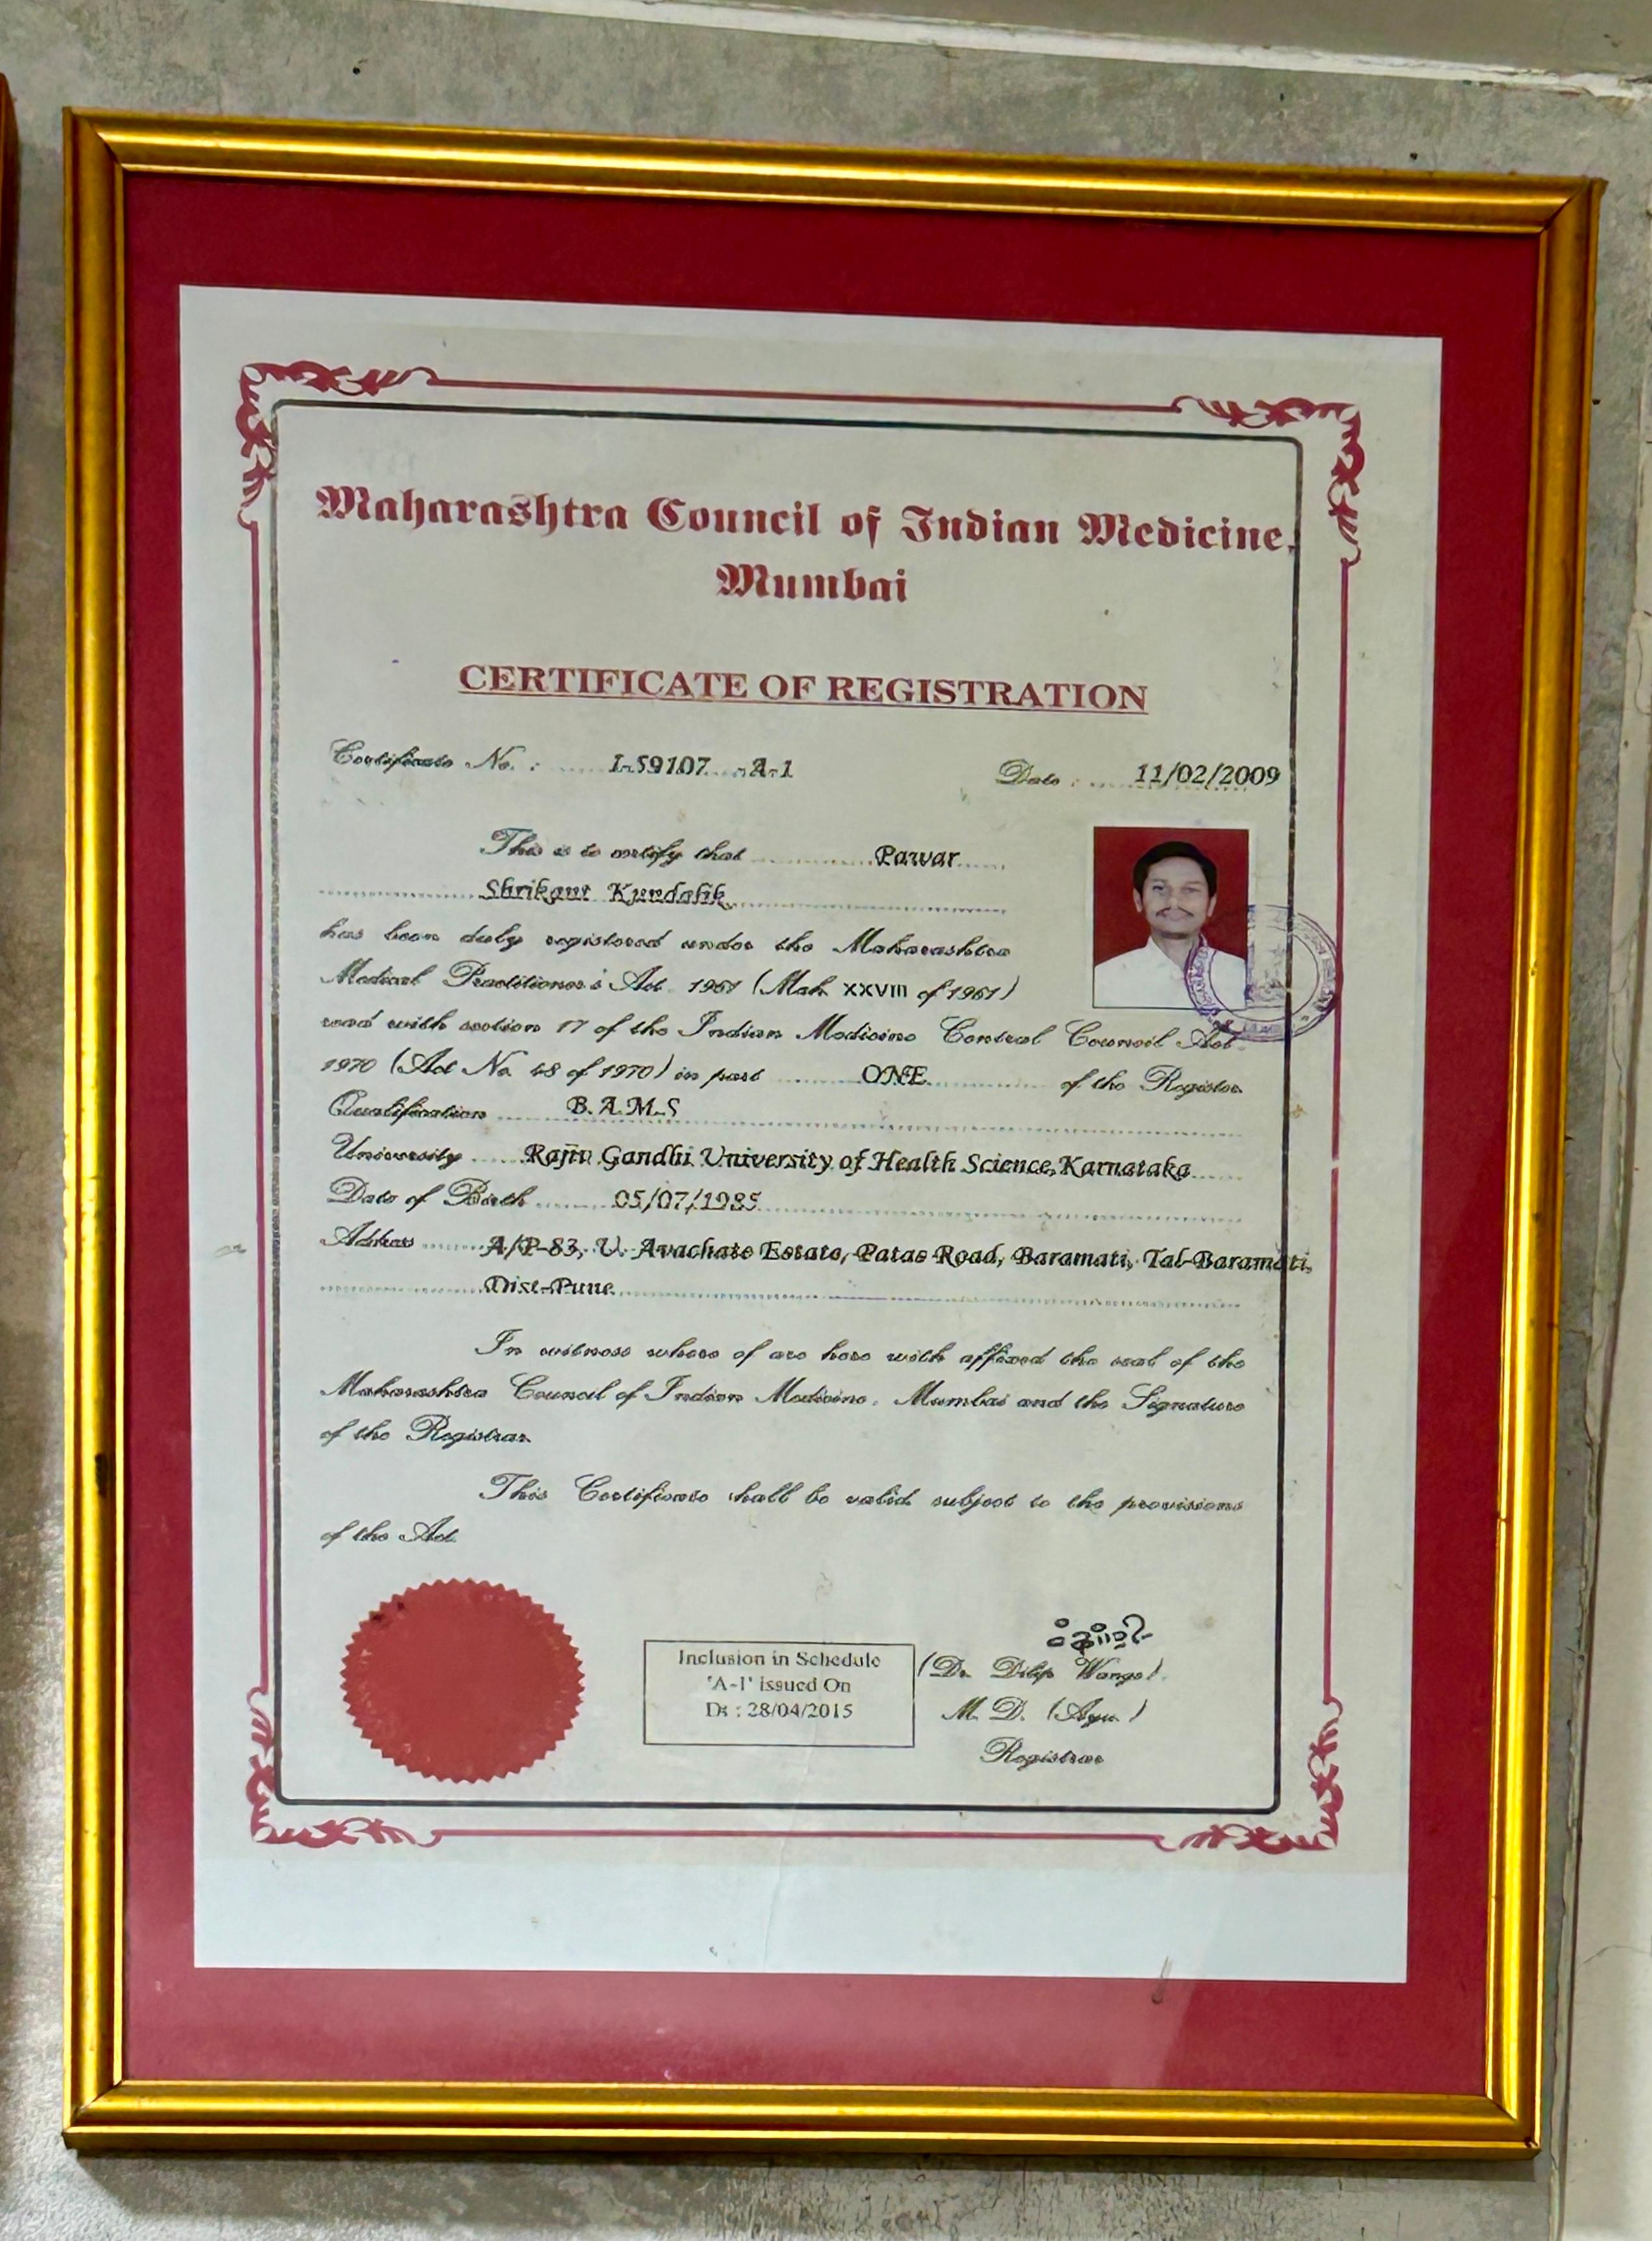 Maharashtra Council of Indian Medicine,
Mumbai
CERTIFICATE OF REGISTRATION
Certificate No. : I-59107 -A-1
Date : 11/02/2009
This is to certify that Pawar
Shrikant Kundalik
has been duly registered under the Maharashtra
Medical Practitioner's Act 1961 (Mah XXVIII of 1961)
read with section 17 of the Indian Medicine Central Council Act
1970 (Act No. 48 of 1970) in part ONE of the Register
Qualification B.A.M.S
University Rajiv Gandhi University of Health Science, Karnataka
Date of Birth 05/07/1985
Address A/P-83, U. Avachate Estate, Patas Road, Baramati, Tal-Baramati,
Dist-Pune
In witness where of are here with affixed the seal of the
Maharashtra Council of Indian Medicine, Mumbai and the Signature
of the Registrar.
This Certificate shall be valid subject to the provisions
of the Act.
Inclusion in Schedule
'A-1' issued On
Dt : 28/04/2015
(Dr. Dilip Wange)
M. D. (Ayu.)
Registrar